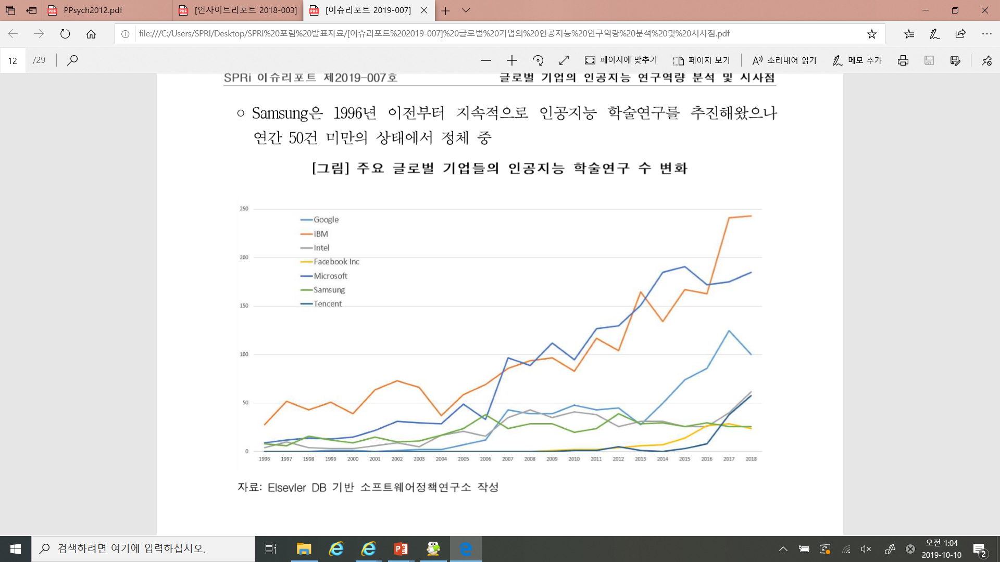 PPsych2012.pdf
[인사이트리포트 2018-003]
[이슈리포트 2019-007]
file:///C:/Users/SPRI/Desktop/SPRI%20포럼%20발표자료/[이슈리포트%202019-007]%20글로벌%20기업의%20인공지능%20연구역량%20분석%20및%20시사점.pdf
12 /29
페이지에 맞추기 페이지 보기 소리내어 읽기 메모 추가
SPRi 이슈리포트 제2019-007호 글로벌 기업의 인공지능 연구역량 분석 및 시사점
○ Samsung은 1996년 이전부터 지속적으로 인공지능 학술연구를 추진해왔으나
연간 50건 미만의 상태에서 정체 중
[그림] 주요 글로벌 기업들의 인공지능 학술연구 수 변화
250
200
150
100
50
0
Google
IBM
Intel
Facebook Inc
Microsoft
Samsung
Tencent
1996 1997 1998 1999 2000 2001 2002 2003 2004 2005 2006 2007 2008 2009 2010 2011 2012 2013 2014 2015 2016 2017 2018
자료: Elsevier DB 기반 소프트웨어정책연구소 작성
검색하려면 여기에 입력하십시오.
오전 1:04
2019-10-10
2